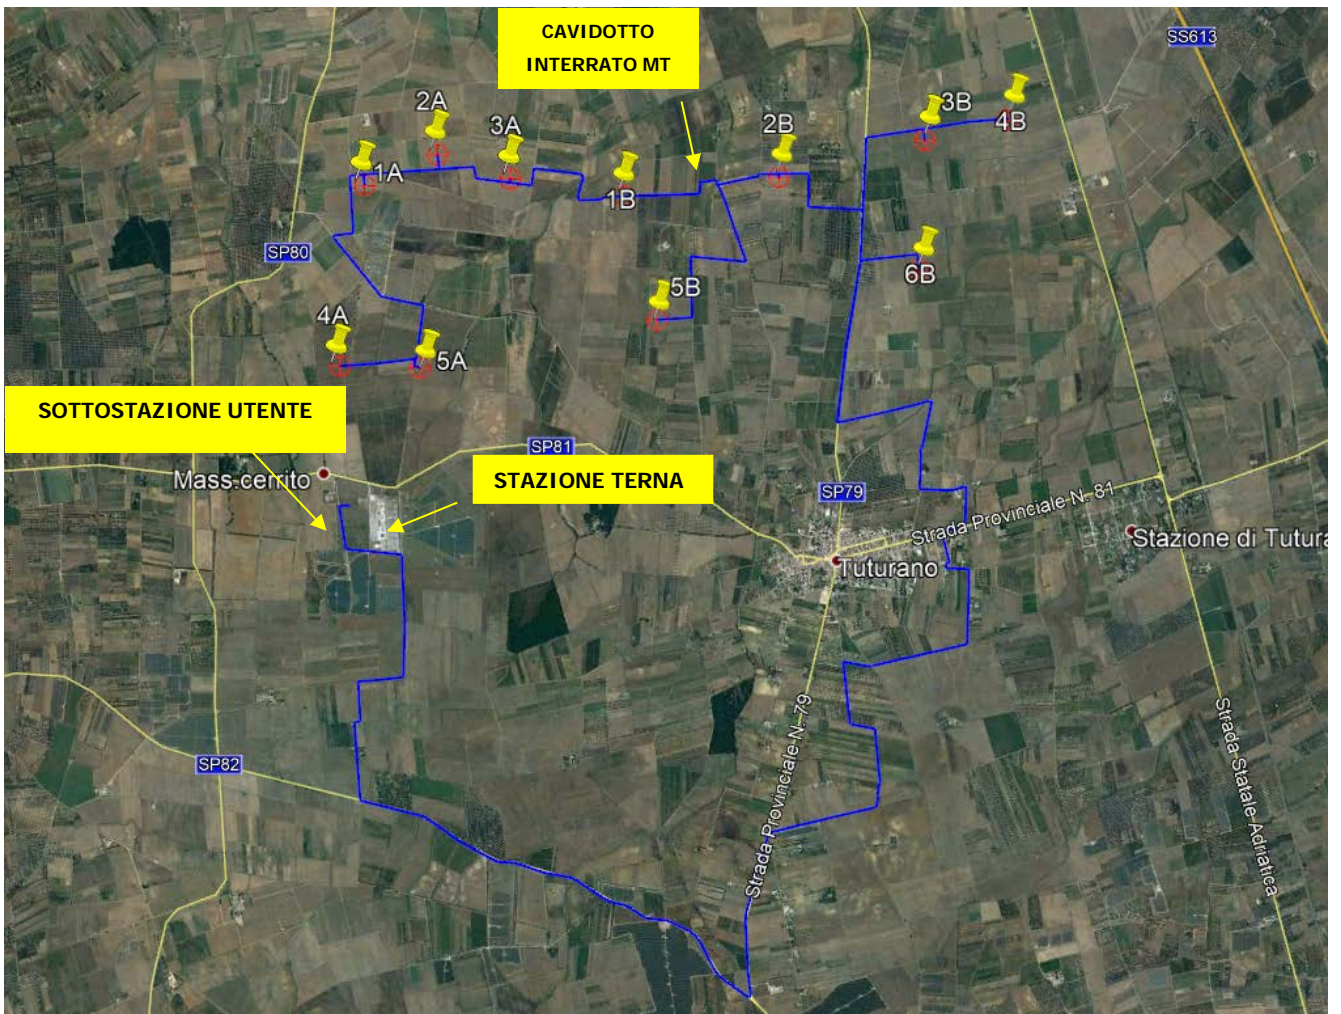 CAVIDOTTO
INTERRATO MT
SS613
2A
3A
2B
3B
4B
1A
1B
SP80
6B
5B
4A
5A
SOTTOSTAZIONE UTENTE
SP81
STAZIONE TERNA
Mass.cerrito
SP79
Strada Provinciale N. 81
Stazione di Tutura
Tuturano
Strada Provinciale N. 79
Strada Statale Adriatica
SP82